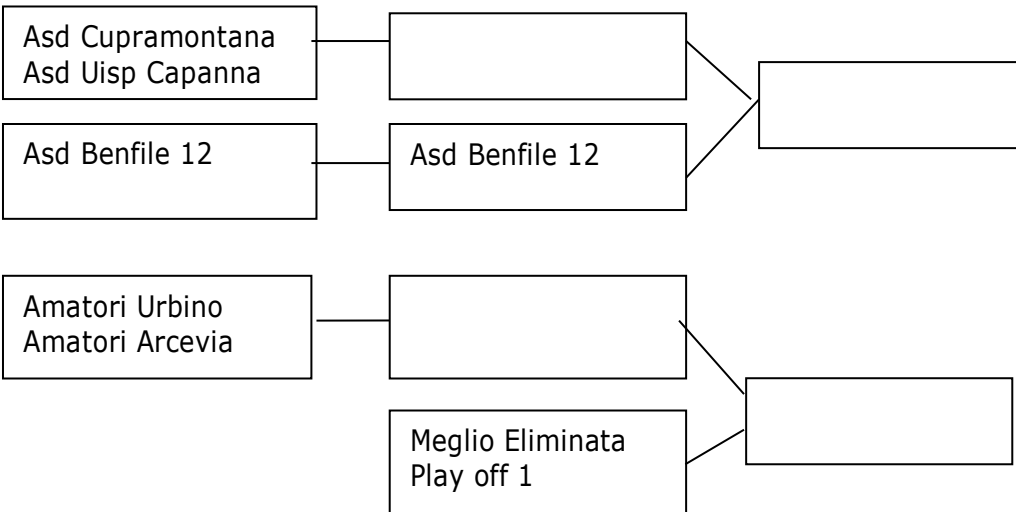 Asd Cupramontana
Asd Uisp Capanna
Asd Benfile 12
Asd Benfile 12
Amatori Urbino
Amatori Arcevia
Meglio Eliminata
Play off 1